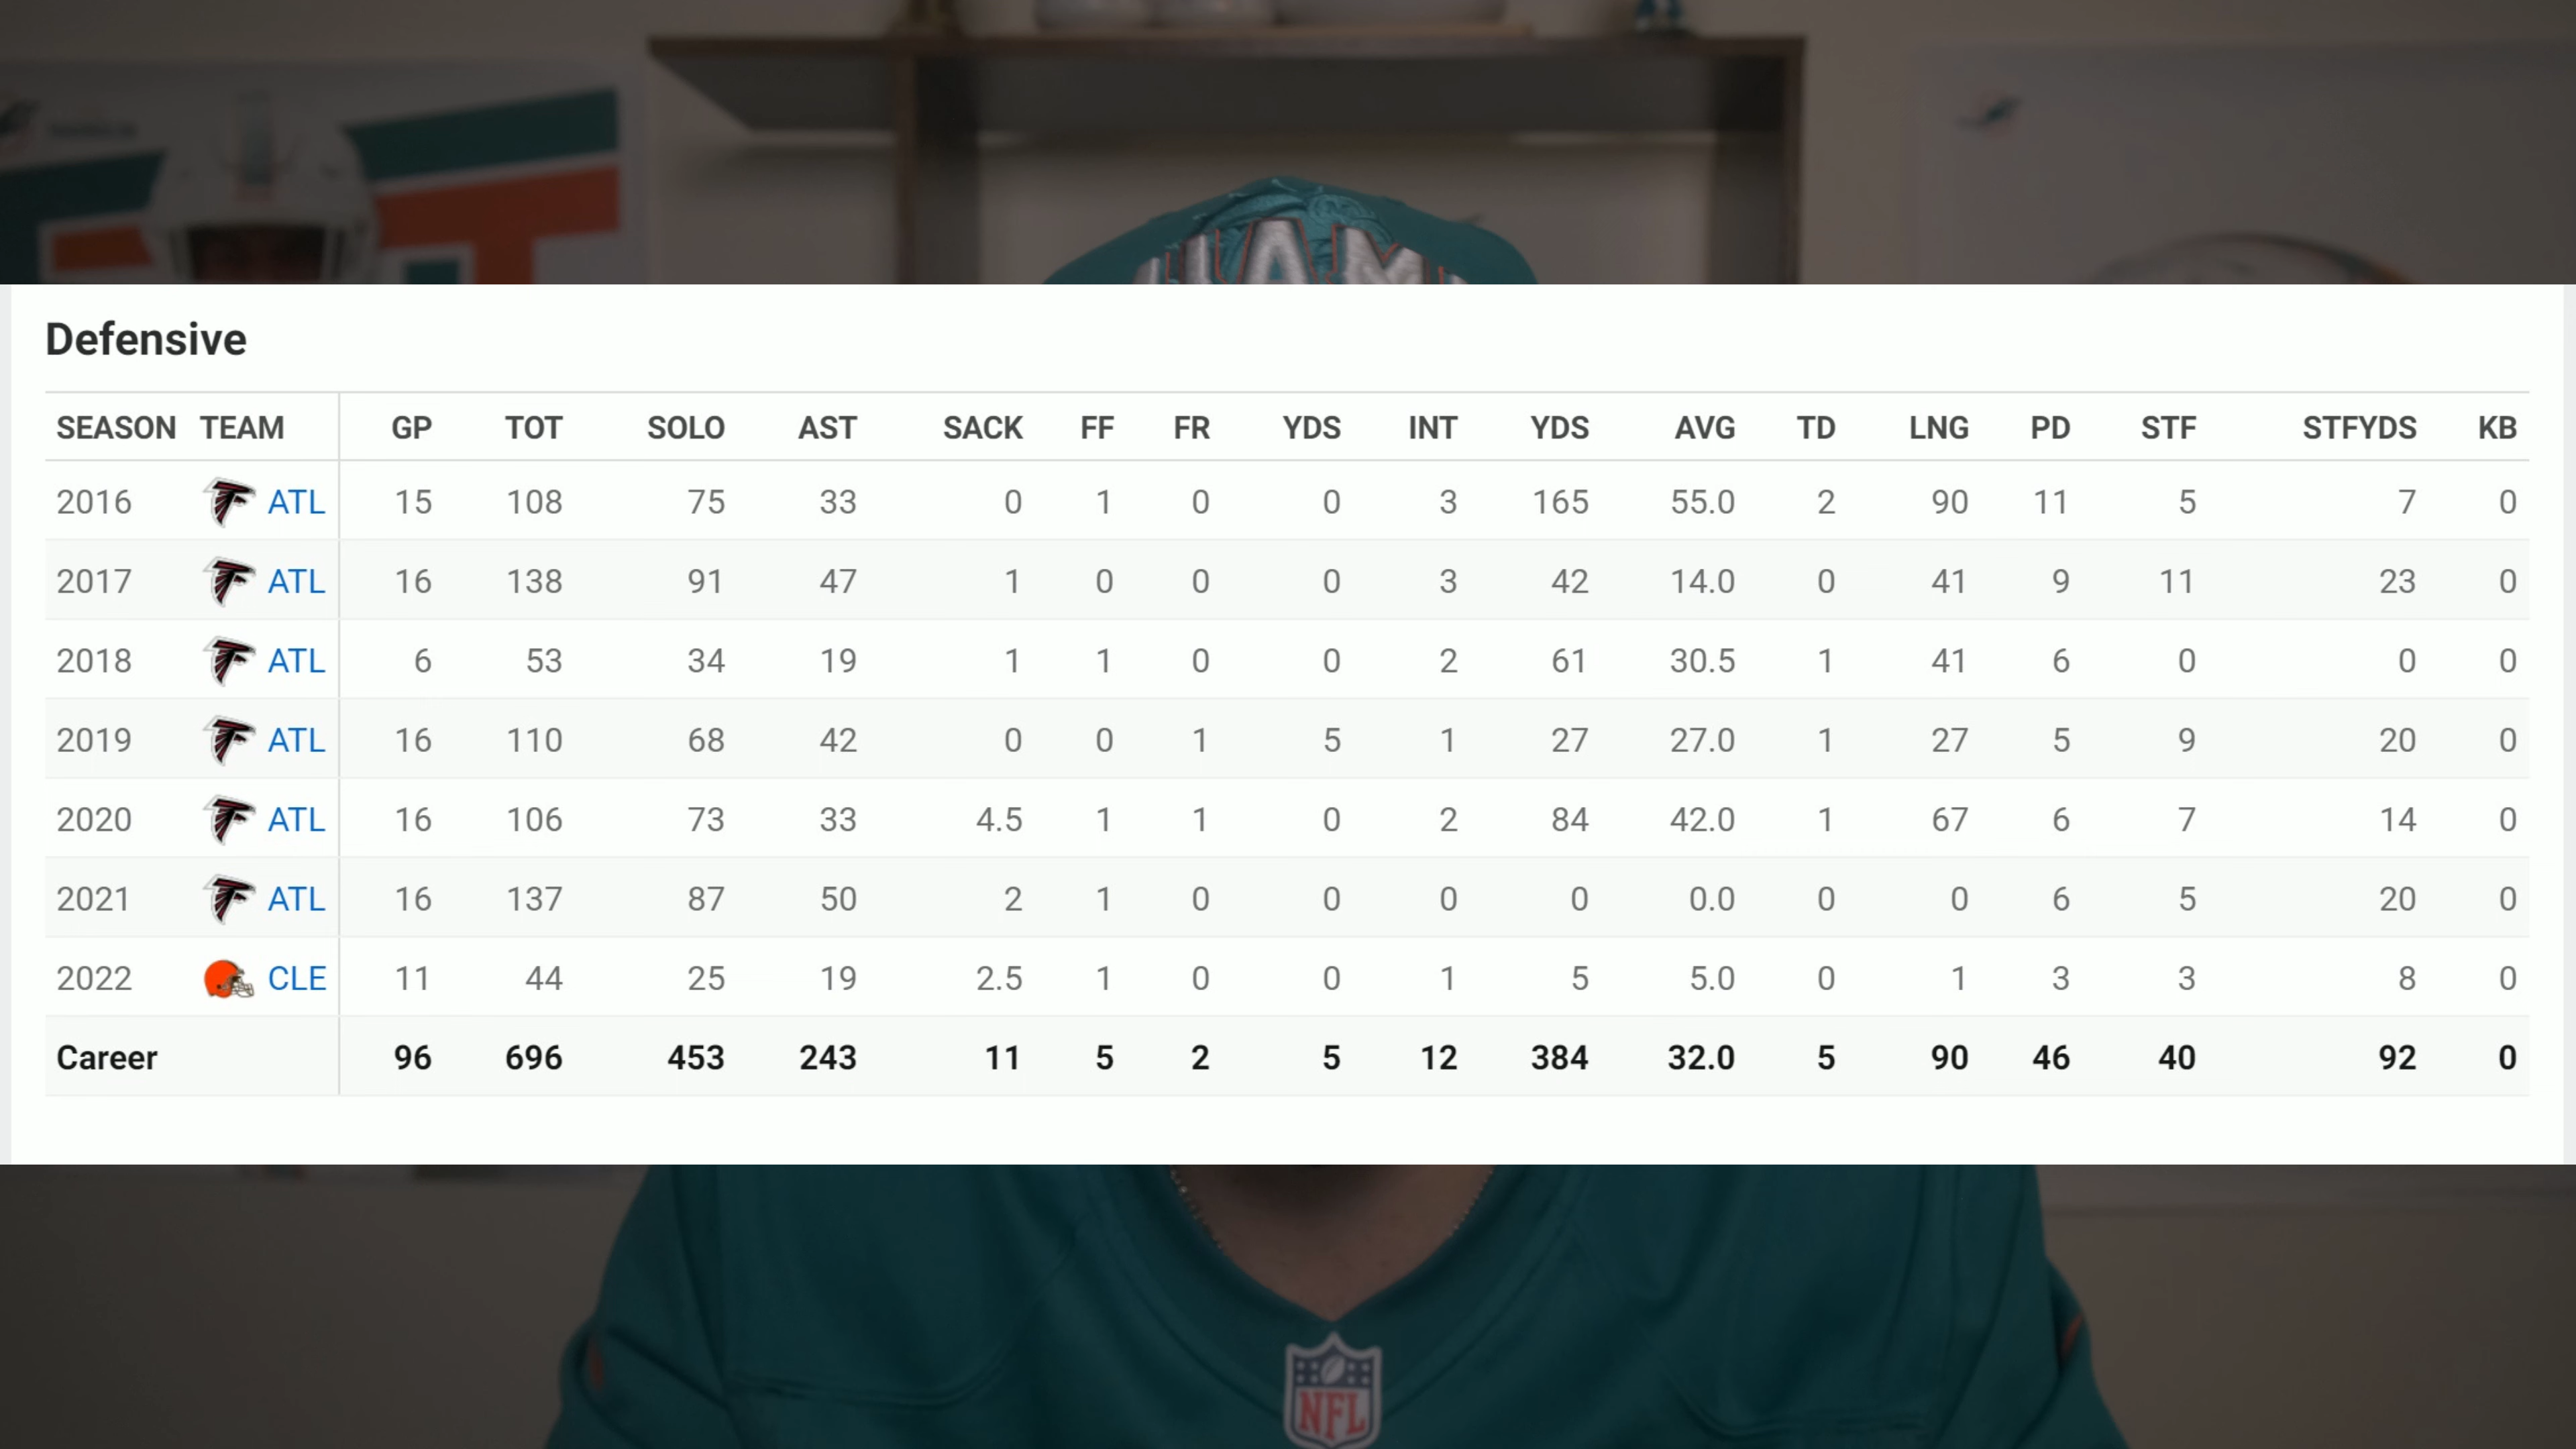 IAM
Defensive
SEASON TEAM GP TOT SOLO AST SACK FF FR YDS INT YDS AVG TD LNG PD STF STFYDS KB
2016 ATL 15 108 75 33 0 1 0 0 3 165 55.0 2 90 11 5 7 0
2017 ATL 16 138 91 47 1 0 0 0 3 42 14.0 0 41 9 11 23 0
2018 ATL 6 53 34 19 1 1 0 0 2 61 30.5 1 41 6 0 0 0
2019 ATL 16 110 68 42 0 0 1 5 1 27 27.0 1 27 5 9 20 0
2020 ATL 16 106 73 33 4.5 1 1 0 2 84 42.0 1 67 6 7 14 0
2021 ATL 16 137 87 50 2 1 0 0 0 0 0.0 0 0 6 5 20 0
2022 CLE 11 44 25 19 2.5 1 0 0 1 5 5.0 0 1 3 3 8 0
Career 96 696 453 243 11 5 2 5 12 384 32.0 5 90 46 40 92 0
NFL